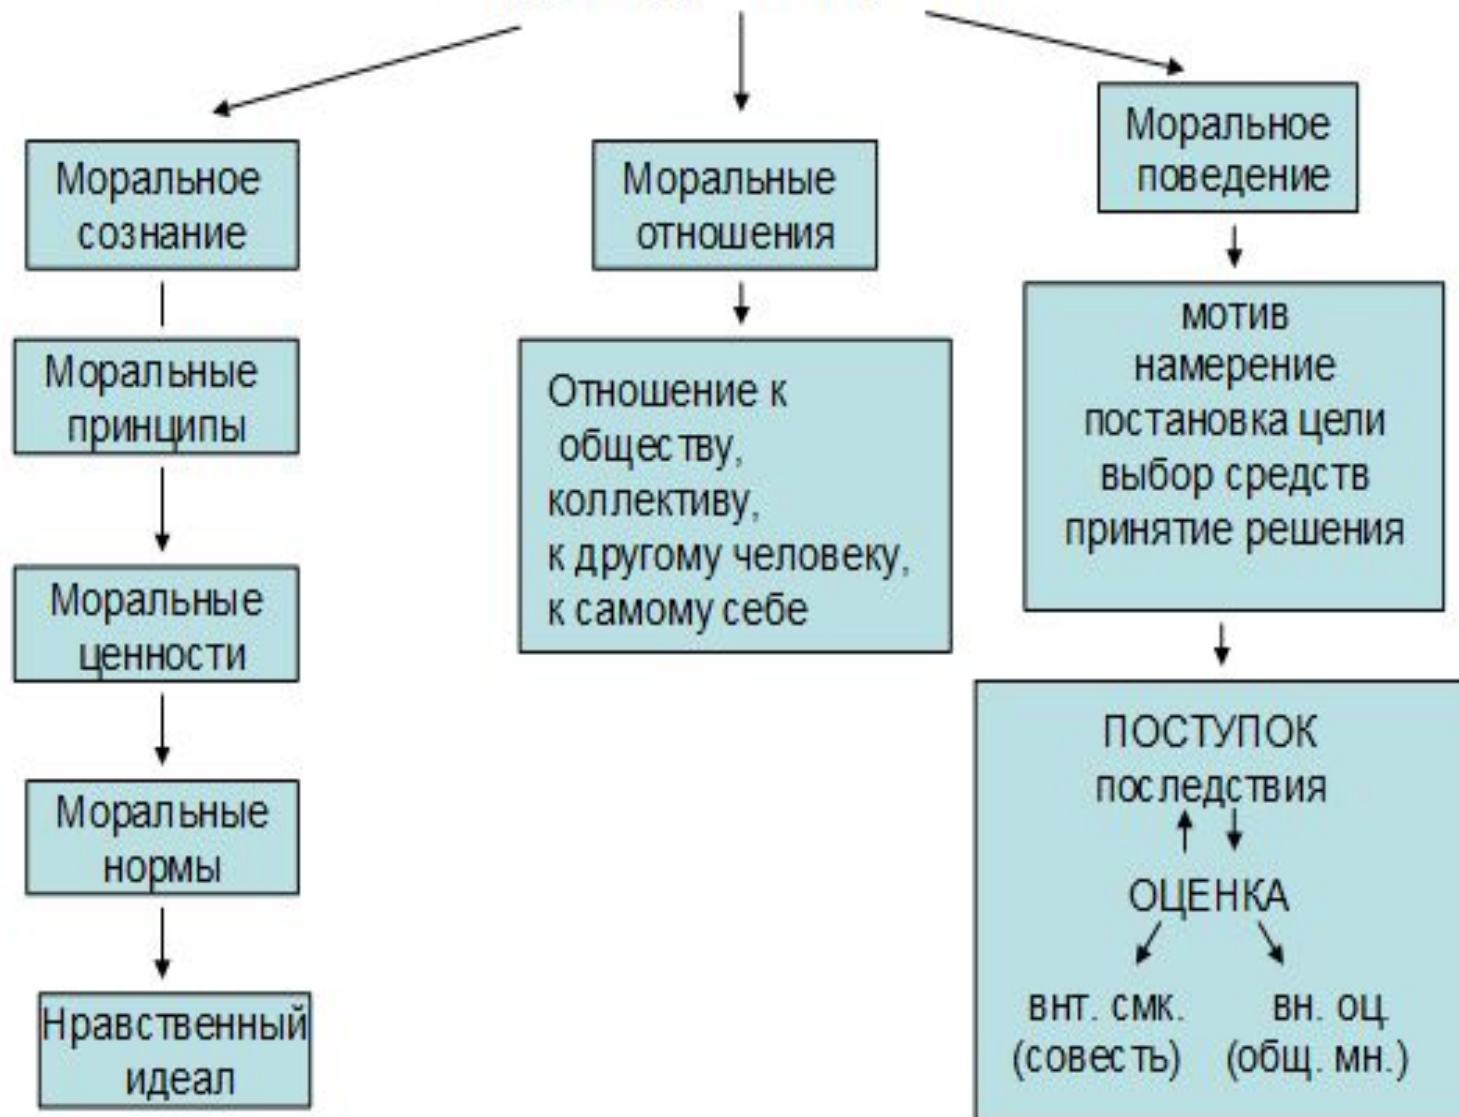 Моральное
сознание
Моральные
принципы
Моральные
ценности
Моральные
нормы
Нравственный
идеал
Моральные
отношения
Отношение к
обществу,
коллективу,
к другому человеку,
к самому себе
Моральное
поведение
мотив
намерение
постановка цели
выбор средств
принятие решения
ПОСТУПОК
последствия
ОЦЕНКА
внт. смк. вн. оц.
(совесть) (общ. мн.)